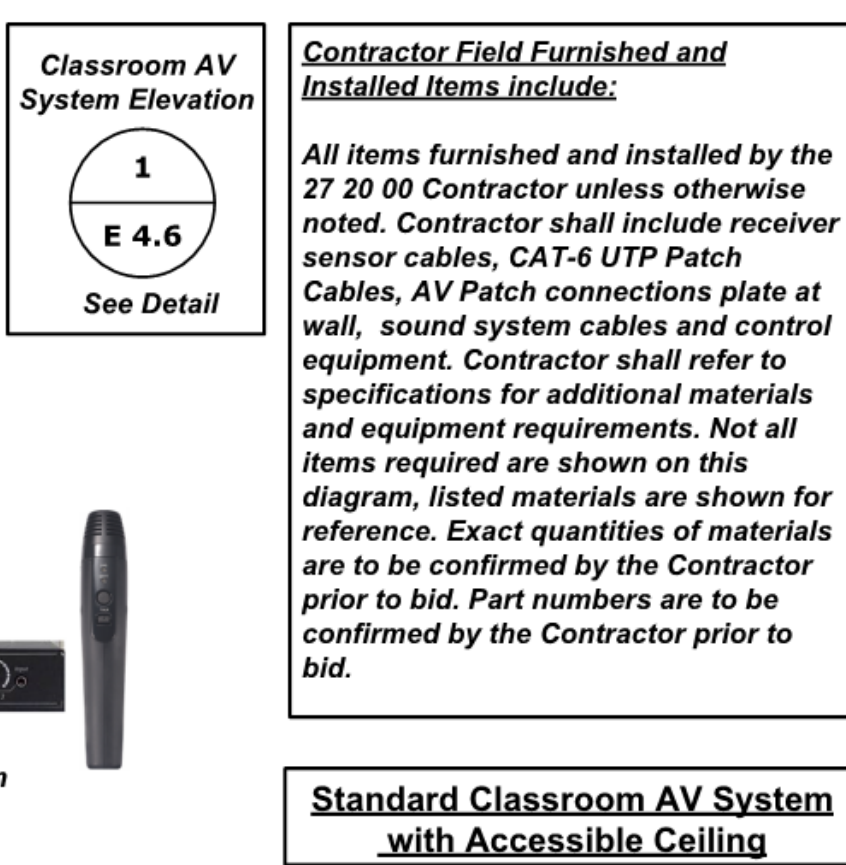 Classroom AV
System Elevation
1
E 4.6
See Detail
Contractor Field Furnished and
Installed Items include:
All items furnished and installed by the
27 20 00 Contractor unless otherwise
noted. Contractor shall include receiver
sensor cables, CAT-6 UTP Patch
Cables, AV Patch connections plate at
wall, sound system cables and control
equipment. Contractor shall refer to
specifications for additional materials
and equipment requirements. Not all
items required are shown on this
diagram, listed materials are shown for
reference. Exact quantities of materials
are to be confirmed by the Contractor
prior to bid. Part numbers are to be
confirmed by the Contractor prior to
bid.
Standard Classroom AV System
with Accessible Ceiling